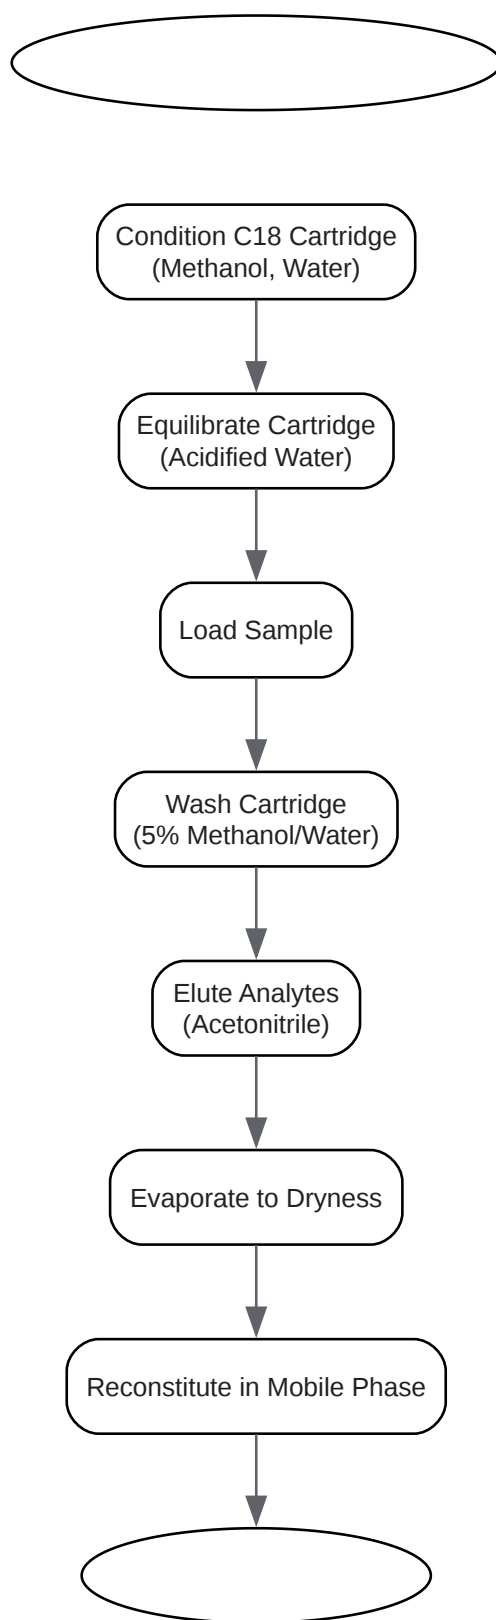 Condition C18 Cartridge
(Methanol, Water)
Equilibrate Cartridge
(Acidified Water)
Load Sample
Wash Cartridge
(5% Methanol/Water)
Elute Analytes
(Acetonitrile)
Evaporate to Dryness
Reconstitute in Mobile Phase